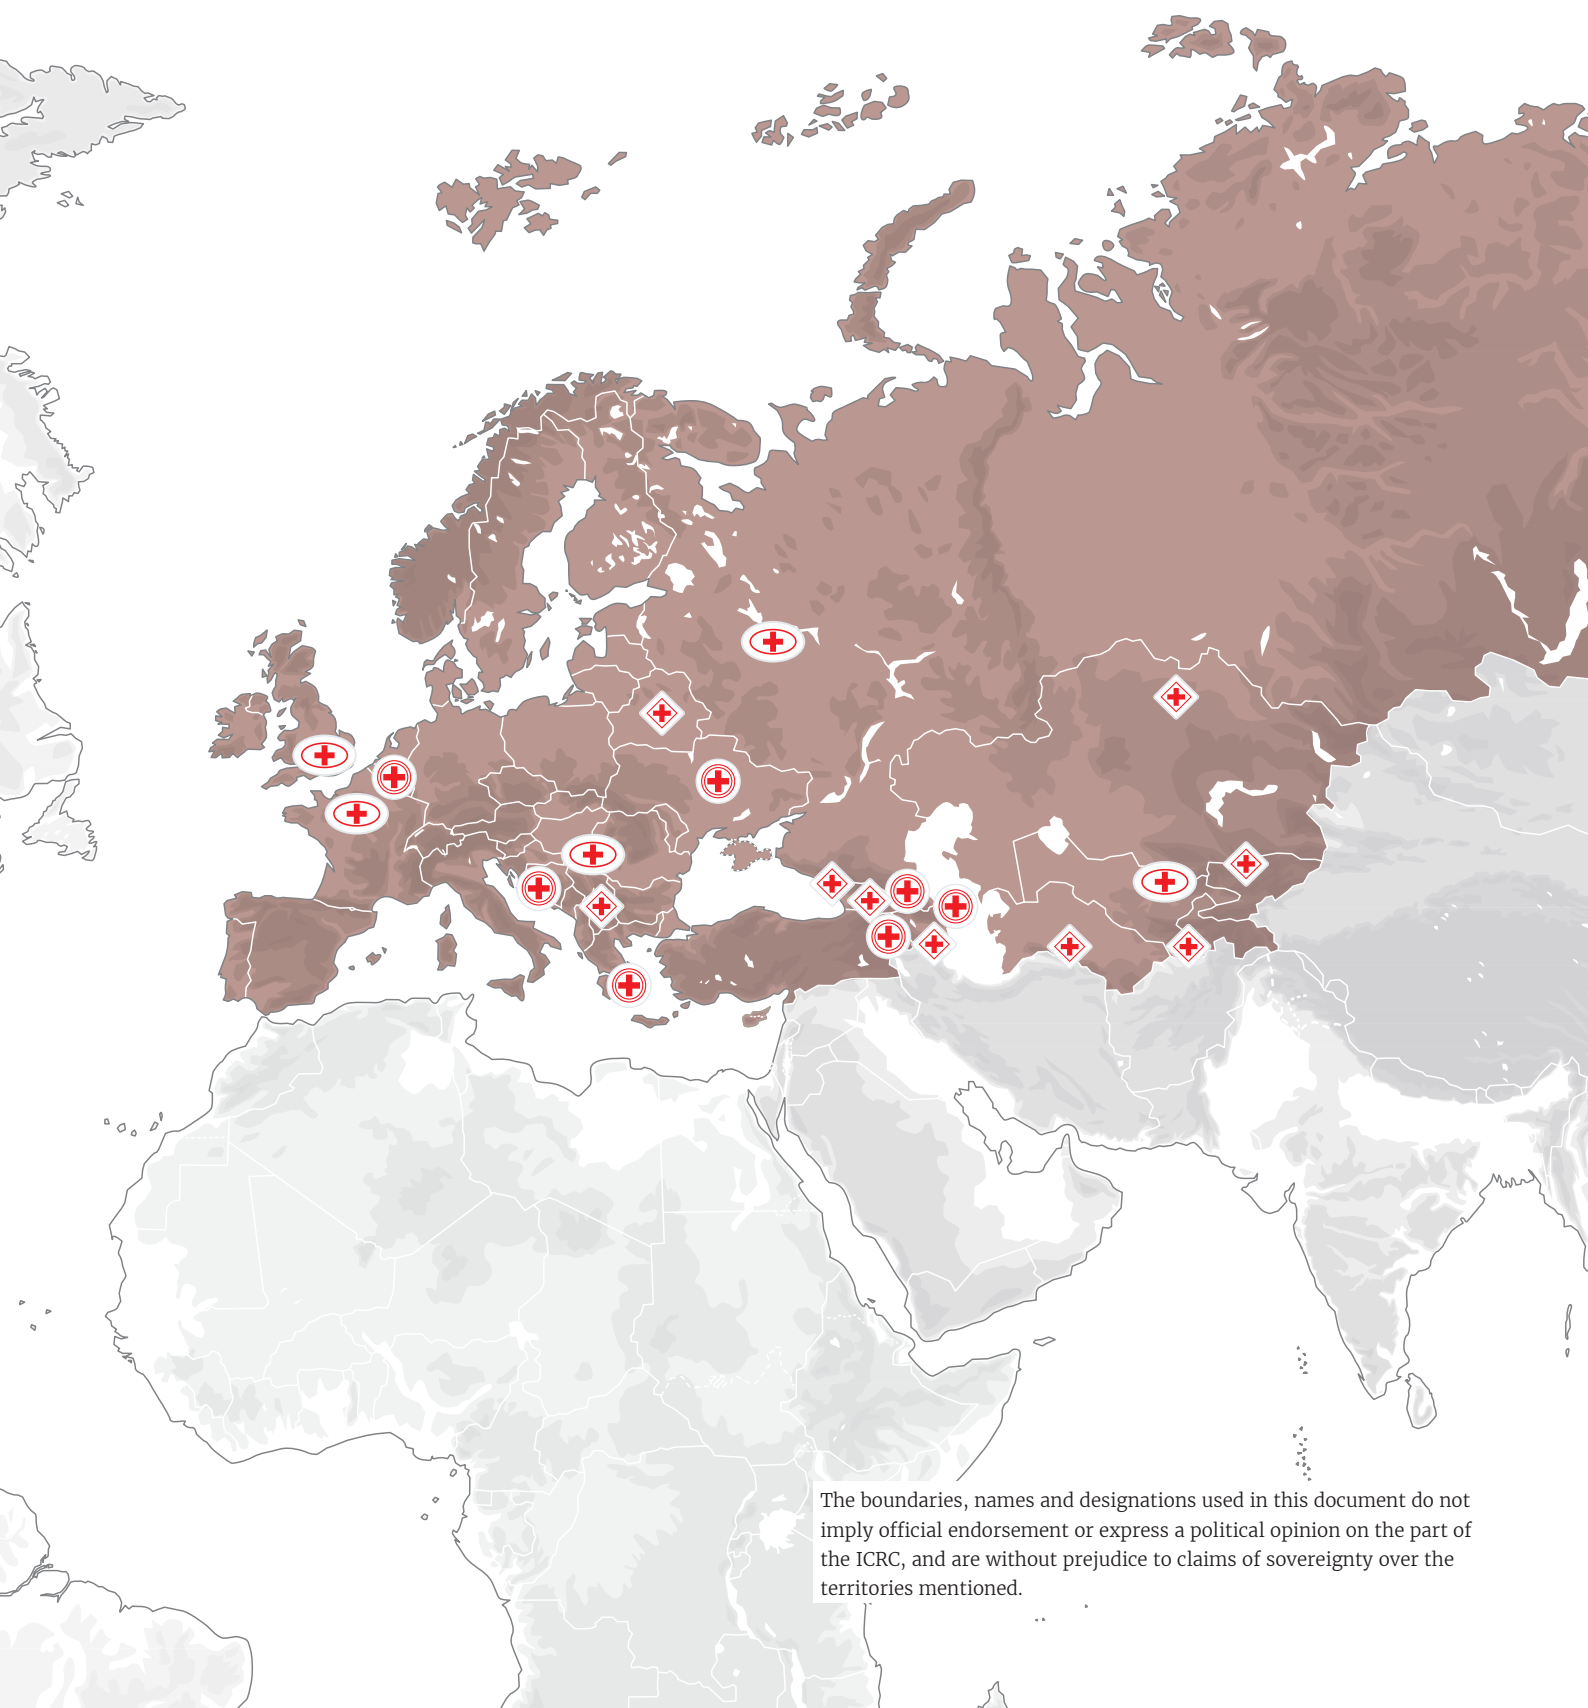 The boundaries, names and designations used in this document do not
imply official endorsement or express a political opinion on the part of
the ICRC, and are without prejudice to claims of sovereignty over the
territories mentioned.